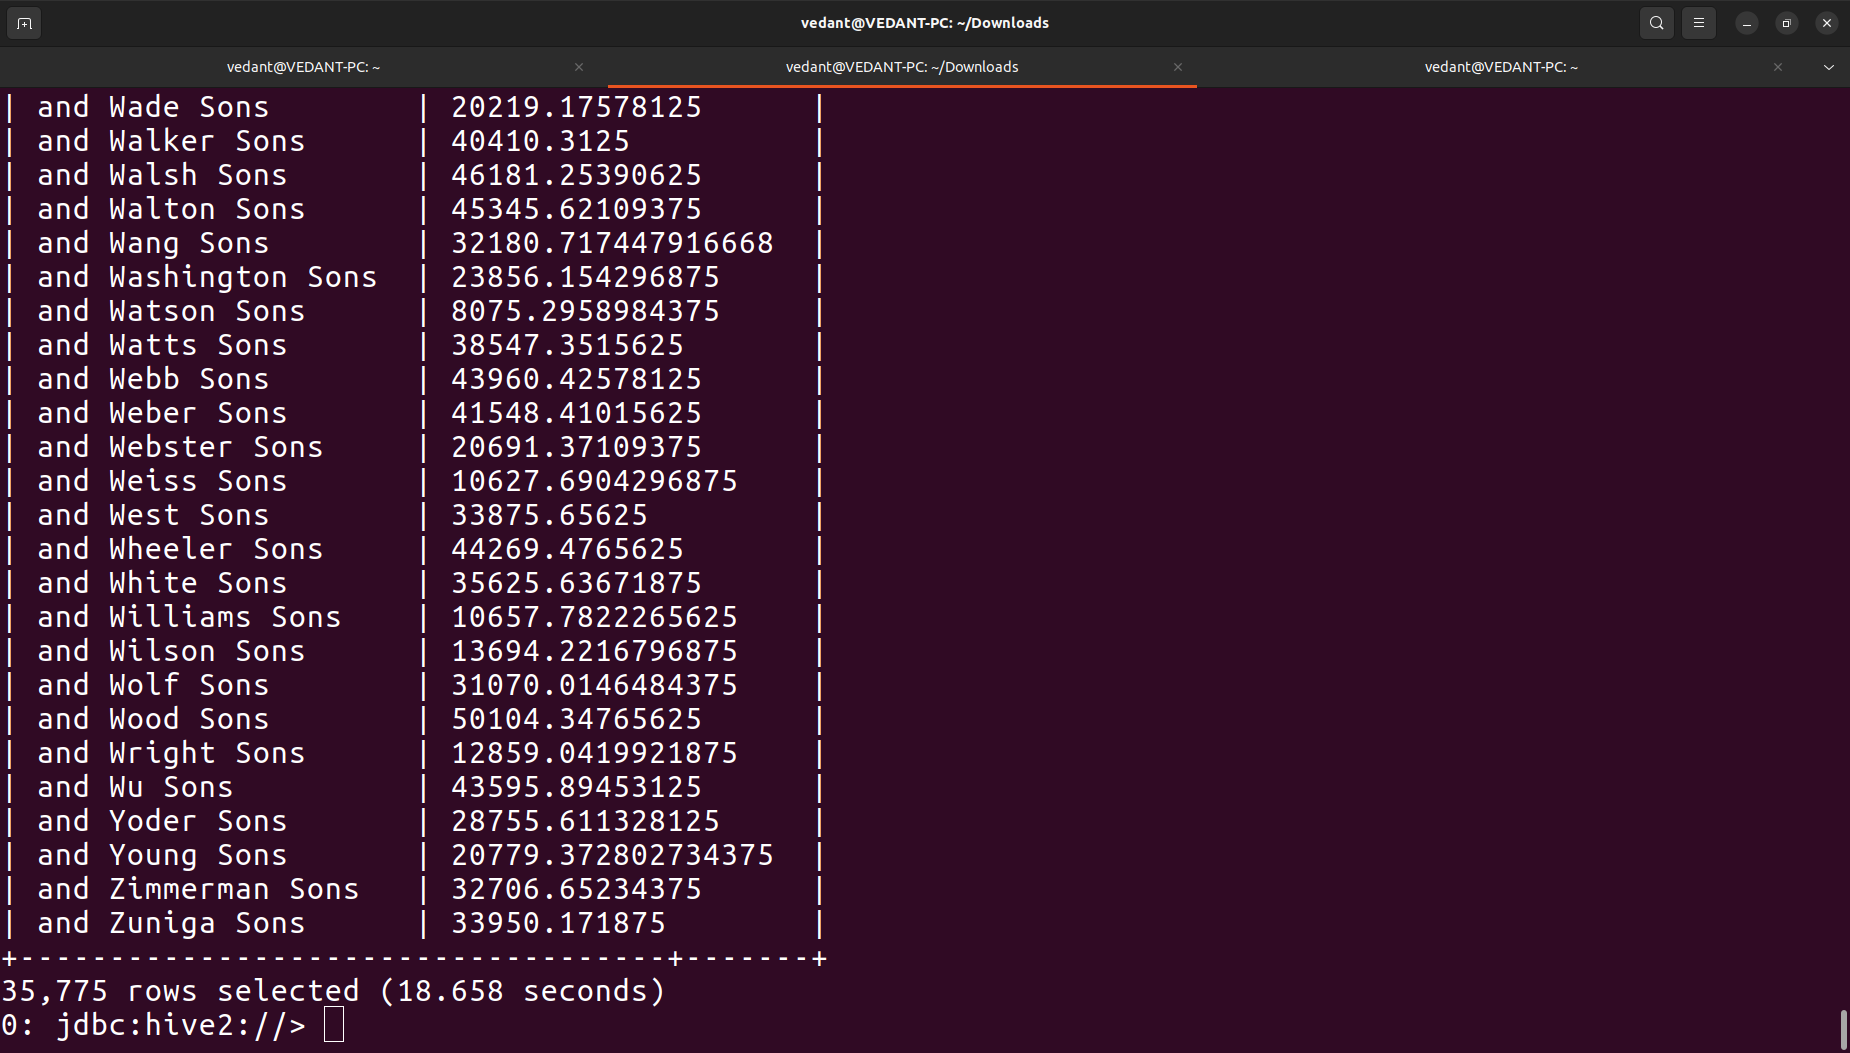 vedant@VEDANT-PC: ~/Downloads
vedant@VEDANT-PC: ~ × vedant@VEDANT-PC: ~/Downloads × vedant@VEDANT-PC: ~ ×
| and Wade Sons | 20219.17578125 |
| and Walker Sons | 40410.3125 |
| and Walsh Sons | 46181.25390625 |
| and Walton Sons | 45345.62109375 |
| and Wang Sons | 32180.717447916668 |
| and Washington Sons | 23856.154296875 |
| and Watson Sons | 8075.2958984375 |
| and Watts Sons | 38547.3515625 |
| and Webb Sons | 43960.42578125 |
| and Weber Sons | 41548.41015625 |
| and Webster Sons | 20691.37109375 |
| and Weiss Sons | 10627.6904296875 |
| and West Sons | 33875.65625 |
| and Wheeler Sons | 44269.4765625 |
| and White Sons | 35625.63671875 |
| and Williams Sons | 10657.7822265625 |
| and Wilson Sons | 13694.2216796875 |
| and Wolf Sons | 31070.0146484375 |
| and Wood Sons | 50104.34765625 |
| and Wright Sons | 12859.0419921875 |
| and Wu Sons | 43595.89453125 |
| and Yoder Sons | 28755.611328125 |
| and Young Sons | 20779.372802734375 |
| and Zimmerman Sons | 32706.65234375 |
| and Zuniga Sons | 33950.171875 |
+------------------------------------+-------+
35,775 rows selected (18.658 seconds)
0: jdbc:hive2://>